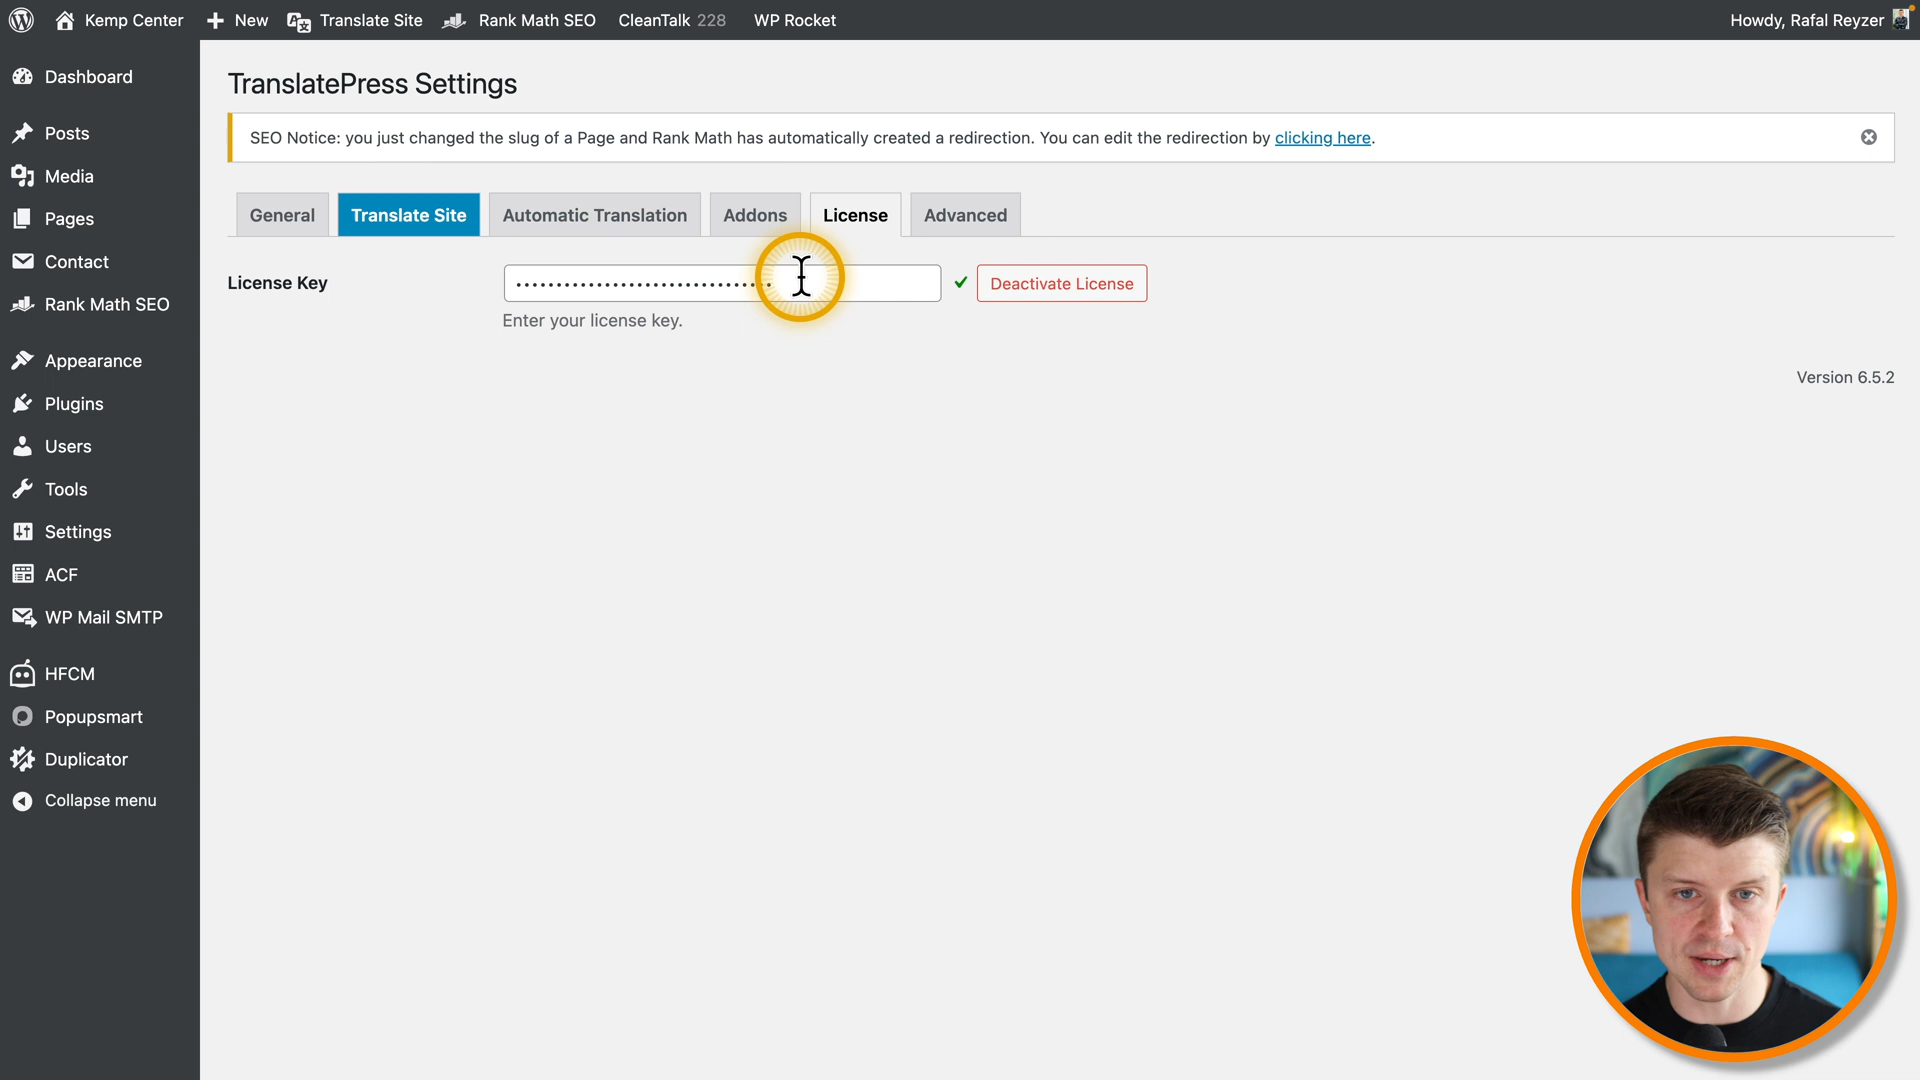 Kemp Center
New
Translate Site
Rank Math SEO
CleanTalk 228
WP Rocket
Howdy, Rafal Reyzer
Dashboard
Posts
Media
Pages
Contact
Rank Math SEO
Appearance
Plugins
Users
Tools
Settings
ACF
WP Mail SMTP
HFCM
Popupsmart
Duplicator
Collapse menu
TranslatePress Settings
SEO Notice: you just changed the slug of a Page and Rank Math has automatically created a redirection. You can edit the redirection by clicking here.
General
Translate Site
Automatic Translation
Addons
License
Advanced
License Key
Deactivate License
Enter your license key.
Version 6.5.2